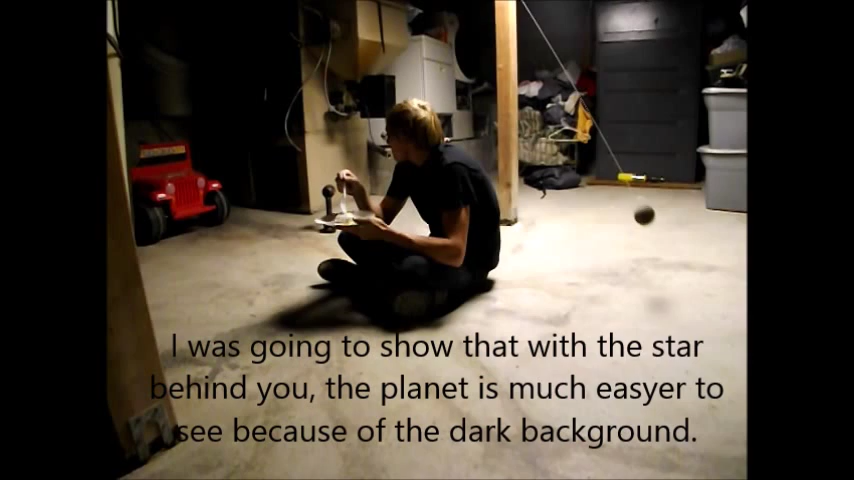 I was going to show that with the star
behind you, the planet is much easyer to
see because of the dark background.